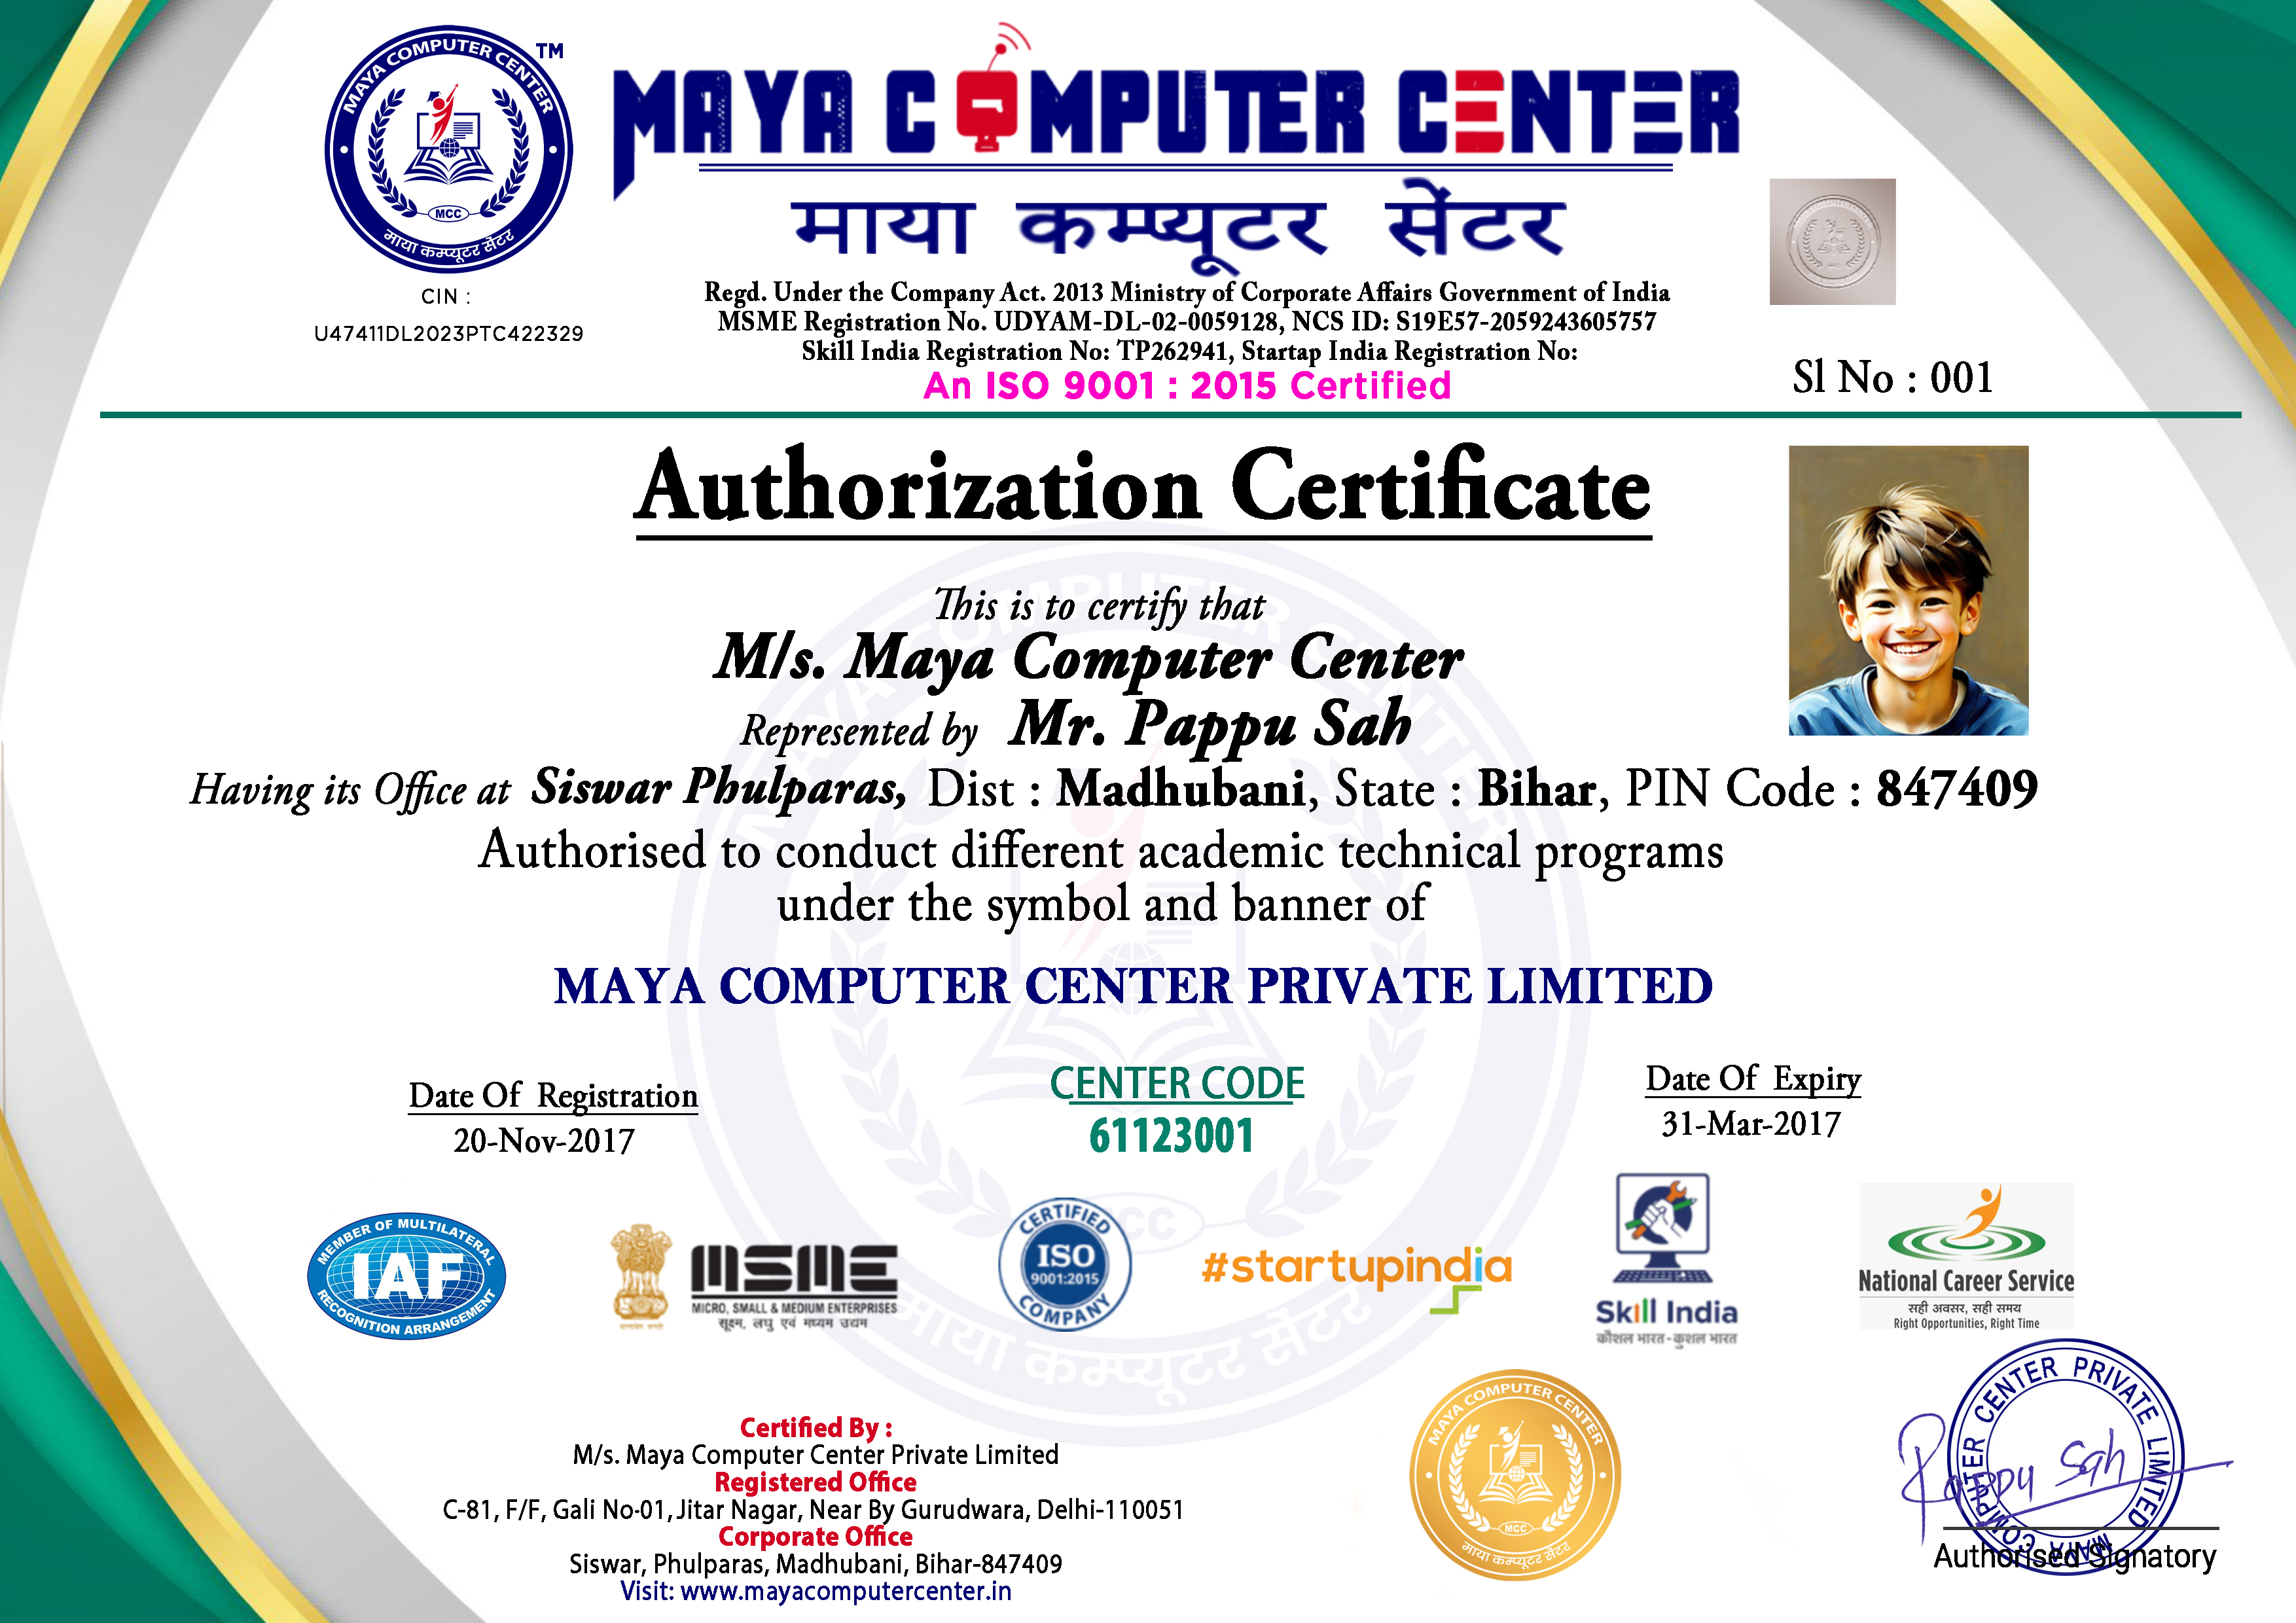 MAYA COMPUTER CENTER
MCC
माया कम्प्यूटर सेंटर
TM
CIN :
U47411DL2023PTC422329
MAYA COMPUTER CENTER
माया कम्प्यूटर सेंटर
Regd. Under the Company Act. 2013 Ministry of Corporate Affairs Government of India
MSME Registration No. UDYAM-DL-02-0059128, NCS ID: S19E57-2059243605757
Skill India Registration No: TP262941, Startap India Registration No:
An ISO 9001 : 2015 Certified
Sl No : 001
Authorization Certificate
This is to certify that
M/s. Maya Computer Center
Represented by Mr. Pappu Sah
Having its Office at Siswar Phulparas, Dist : Madhubani, State : Bihar, PIN Code : 847409
Authorised to conduct different academic technical programs
under the symbol and banner of
MAYA COMPUTER CENTER PRIVATE LIMITED
Date Of Registration
20-Nov-2017
CENTER CODE
61123001
Date Of Expiry
31-Mar-2017
MEMBER OF MULTILATERAL
IAF
RECOGNITION ARRANGEMENT
MSME
MICRO, SMALL & MEDIUM ENTERPRISES
सूक्ष्म, लघु एवं मध्यम उद्यम
CERTIFIED
ISO
9001:2015
COMPANY
#startupindia
Skill India
कौशल भारत - कुशल भारत
National Career Service
सही अवसर, सही समय
Right Opportunities, Right Time
Certified By :
M/s. Maya Computer Center Private Limited
Registered Office
C-81, F/F, Gali No-01, Jitar Nagar, Near By Gurudwara, Delhi-110051
Corporate Office
Siswar, Phulparas, Madhubani, Bihar-847409
Visit: www.mayacomputercenter.in
MAYA COMPUTER CENTER
MCC
माया कम्प्यूटर सेंटर
MAYA COMPUTER CENTER PRIVATE LIMITED
Pappu Sah
Authorised Signatory